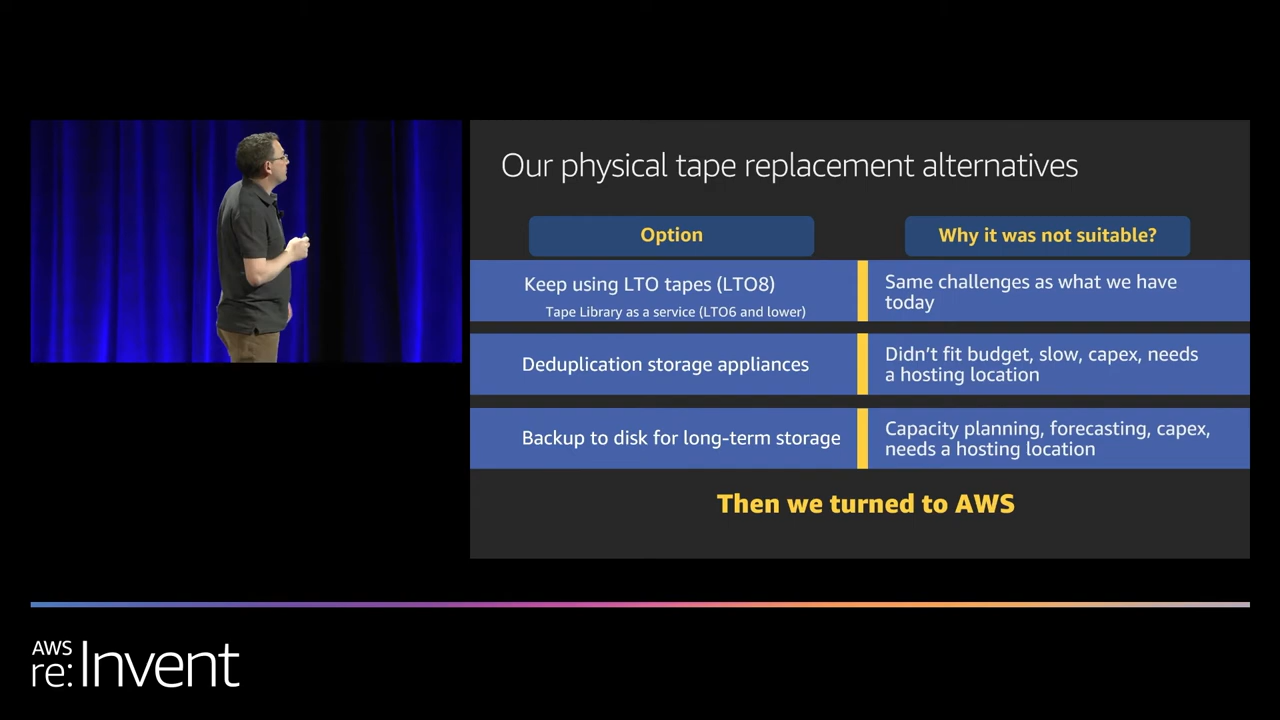 Our physical tape replacement alternatives
Option
Why it was not suitable?
Keep using LTO tapes (LTO8)
Tape Library as a service (LTO6 and lower)
Same challenges as what we have
today
Deduplication storage appliances
Didn't fit budget, slow, capex, needs
a hosting location
Backup to disk for long-term storage
Capacity planning, forecasting, capex,
needs a hosting location
Then we turned to AWS
AWS
re:Invent